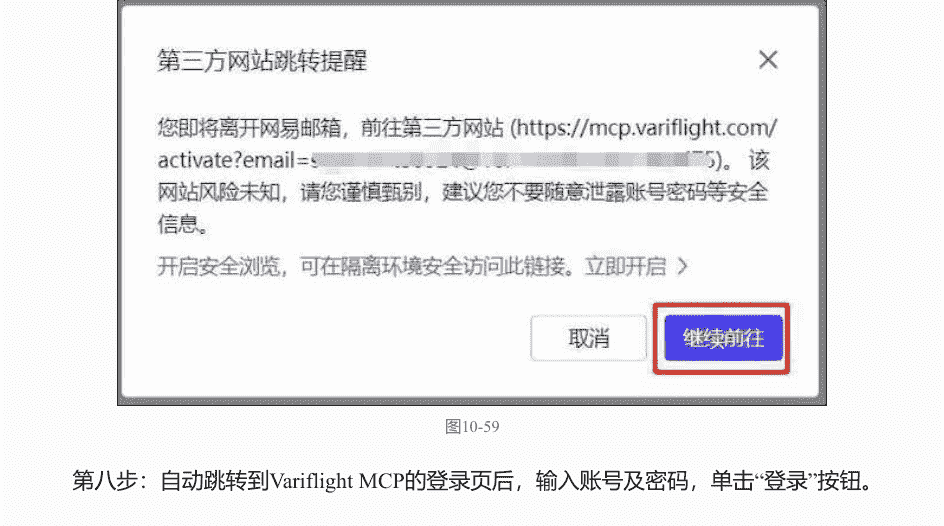 第三方网站跳转提醒
您即将离开网易邮箱，前往第三方网站 (https://mcp.variflight.com/
activate?email=s 5)。该
网站风险未知，请您谨慎甄别，建议您不要随意泄露账号密码等安全
信息。
开启安全浏览，可在隔离环境安全访问此链接。立即开启
取消
继续前往
图10-59
第八步：自动跳转到Variflight MCP的登录页后，输入账号及密码，单击“登录”按钮。